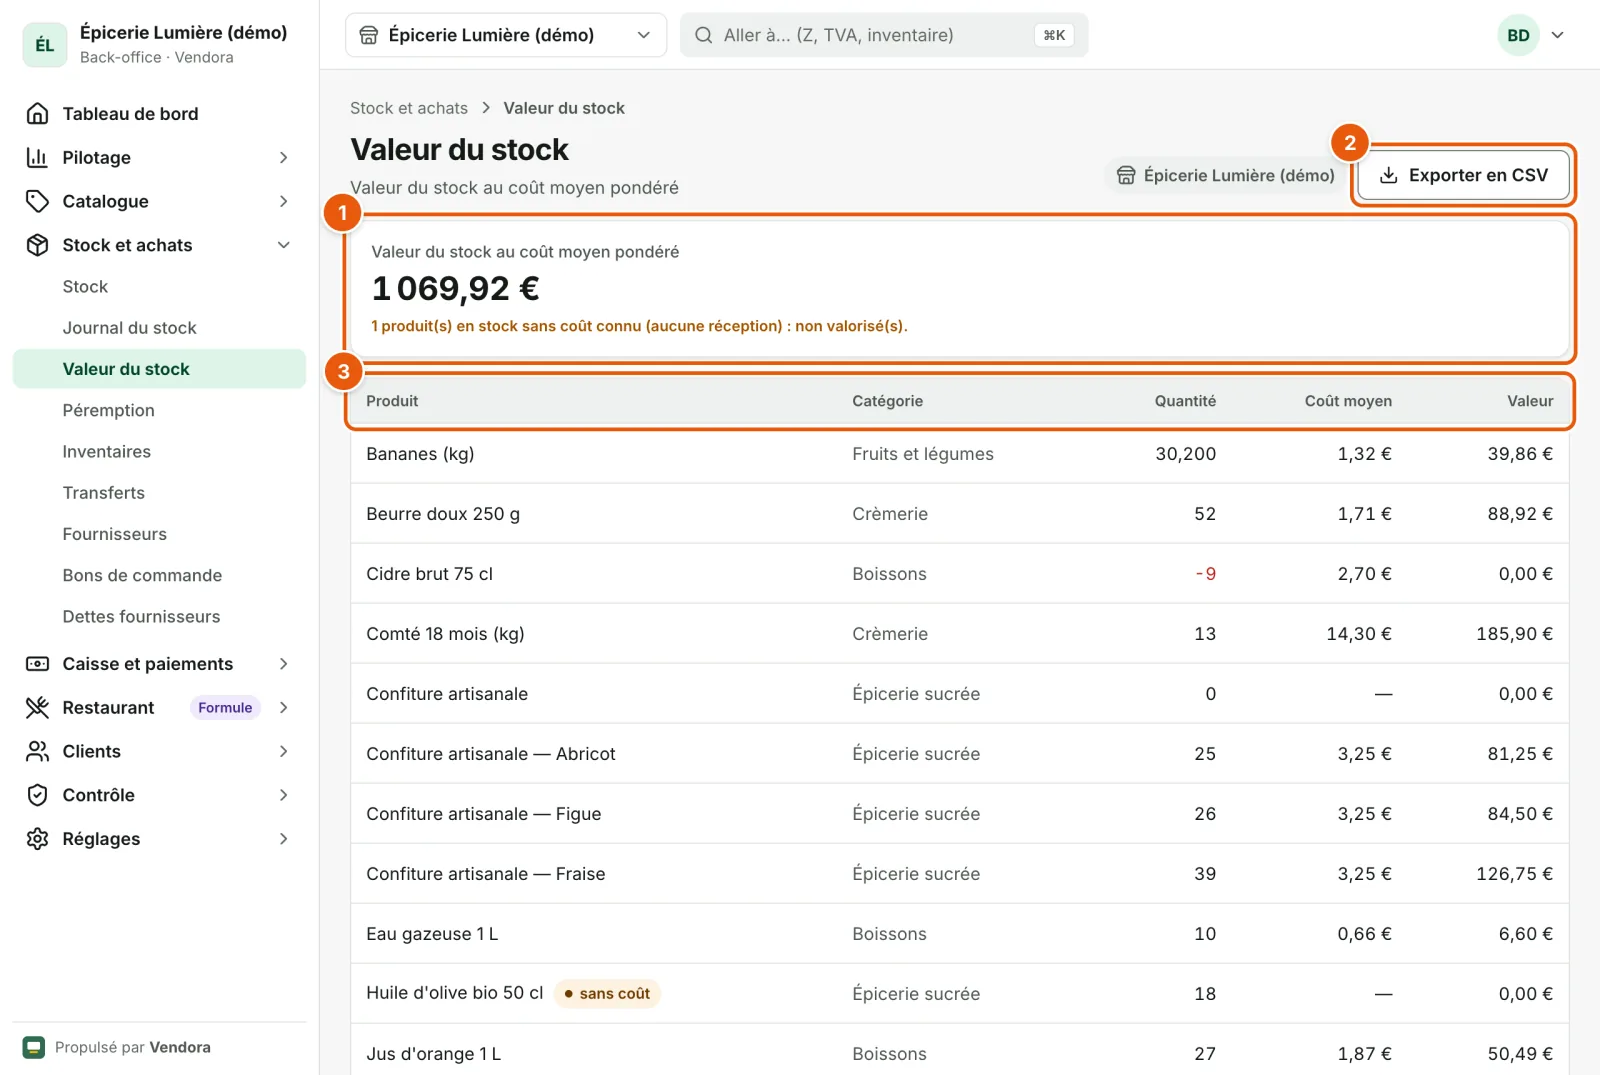 ÉL
Épicerie Lumière (démo)
Back-office · Vendora
Tableau de bord
Pilotage
Catalogue
Stock et achats
Stock
Journal du stock
Valeur du stock
Péremption
Inventaires
Transferts
Fournisseurs
Bons de commande
Dettes fournisseurs
Caisse et paiements
Restaurant Formule
Clients
Contrôle
Réglages
Propulsé par Vendora
Épicerie Lumière (démo)
Aller à... (Z, TVA, inventaire) ⌘K
BD
Stock et achats > Valeur du stock
Valeur du stock
Valeur du stock au coût moyen pondéré
Épicerie Lumière (démo)
2
Exporter en CSV
1
Valeur du stock au coût moyen pondéré
1 069,92 €
1 produit(s) en stock sans coût connu (aucune réception) : non valorisé(s).
3
Produit Catégorie Quantité Coût moyen Valeur
Bananes (kg) Fruits et légumes 30,200 1,32 € 39,86 €
Beurre doux 250 g Crèmerie 52 1,71 € 88,92 €
Cidre brut 75 cl Boissons -9 2,70 € 0,00 €
Comté 18 mois (kg) Crèmerie 13 14,30 € 185,90 €
Confiture artisanale Épicerie sucrée 0 — 0,00 €
Confiture artisanale — Abricot Épicerie sucrée 25 3,25 € 81,25 €
Confiture artisanale — Figue Épicerie sucrée 26 3,25 € 84,50 €
Confiture artisanale — Fraise Épicerie sucrée 39 3,25 € 126,75 €
Eau gazeuse 1 L Boissons 10 0,66 € 6,60 €
Huile d'olive bio 50 cl sans coût Épicerie sucrée 18 — 0,00 €
Jus d'orange 1 L Boissons 27 1,87 € 50,49 €